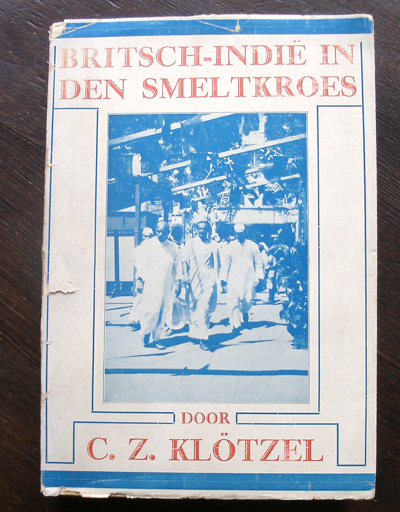 BRITSCH-INDIË IN
DEN SMELTKROES
DOOR
C. Z. KLÖTZEL